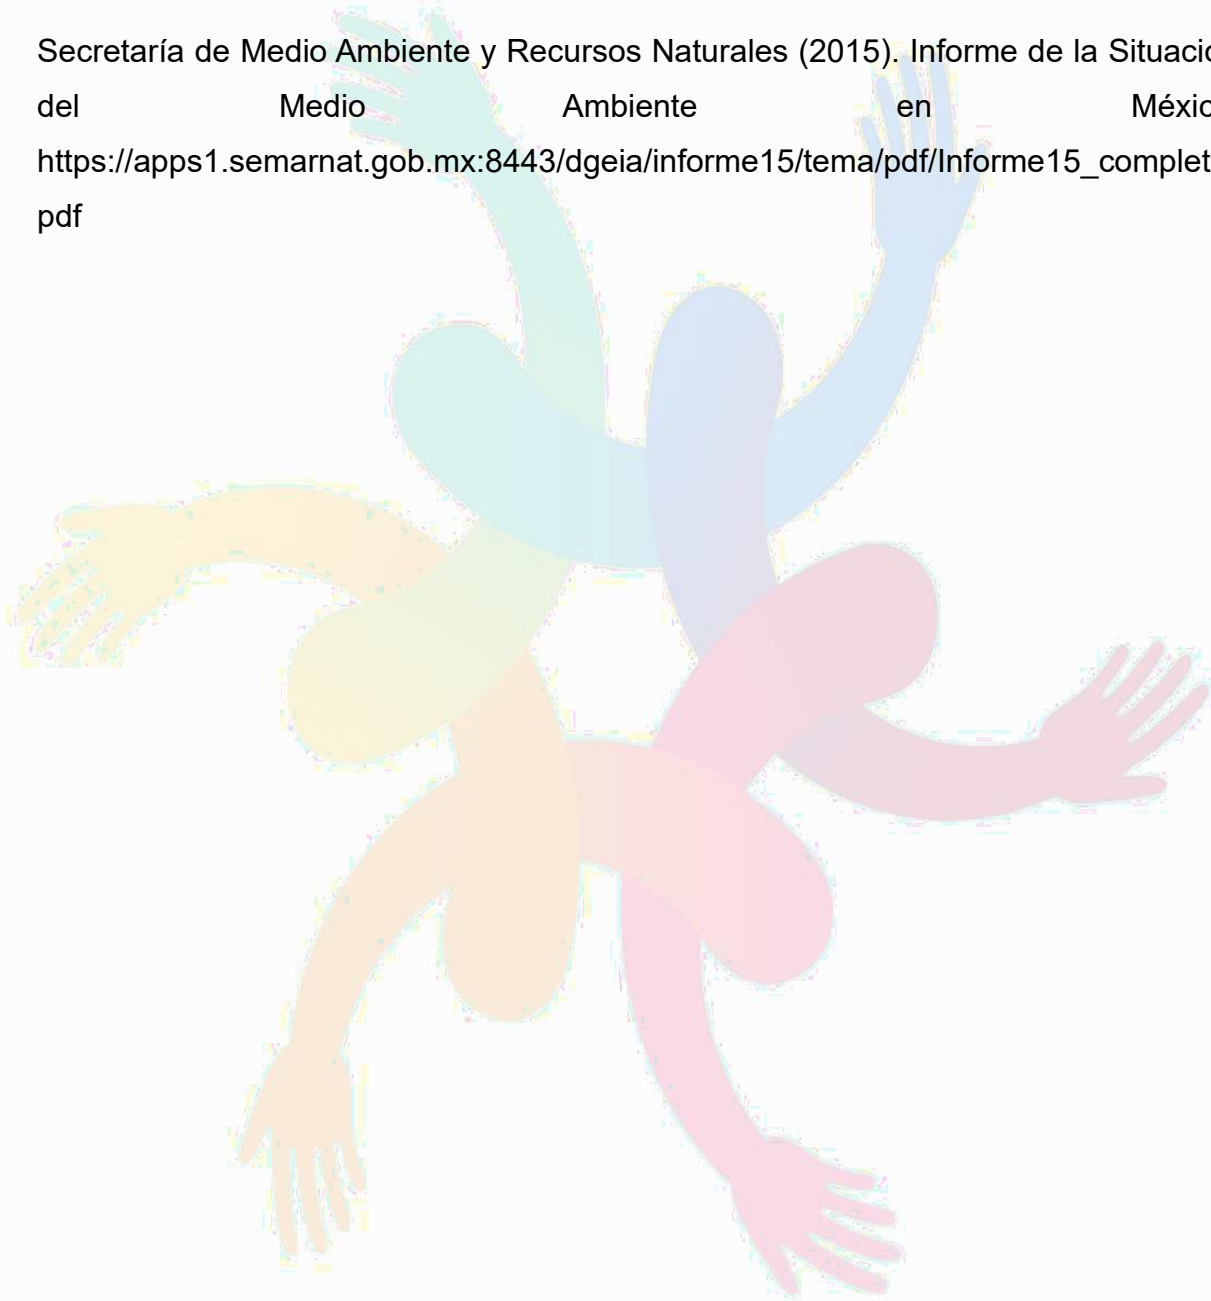 Secretaría de Medio Ambiente y Recursos Naturales (2015). Informe de la Situació
del Medio Ambiente en Méxic
https://apps1.semarnat.gob.mx:8443/dgeia/informe15/tema/pdf/Informe15_complet
pdf